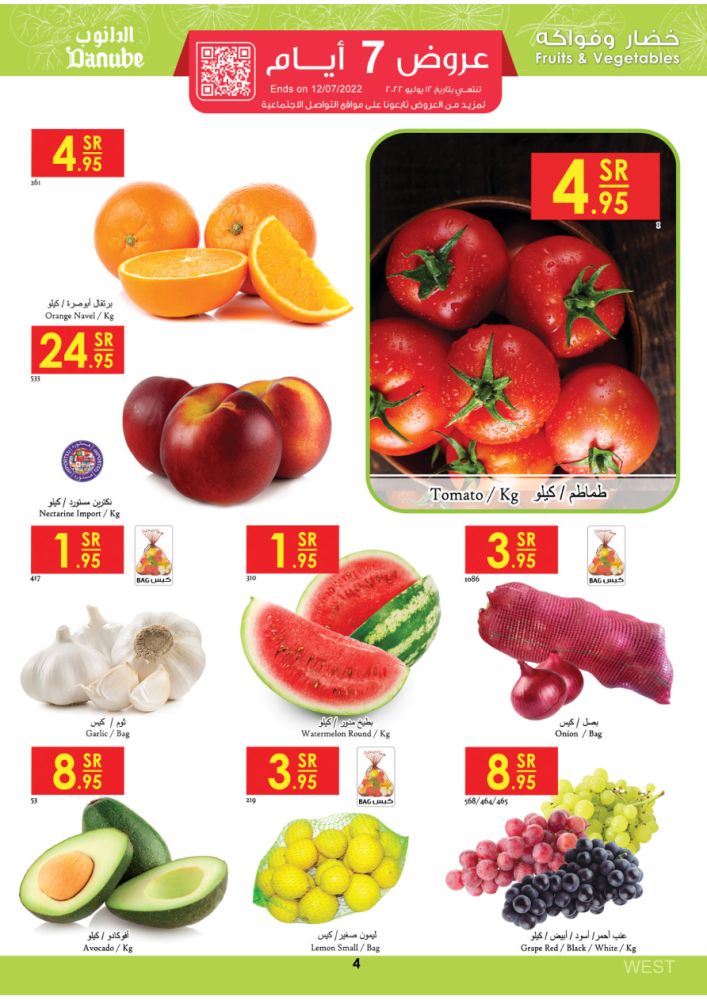 الدانوب
Danube
عروض 7 أيام
Ends on 12/07/2022 تنتهي بتاريخ ١٢ يوليو ٢٠٢٢
لمزيد من العروض تابعونا على مواقع التواصل الاجتماعية
خضار وفواكه
Fruits & Vegetables
4.95 SR
261
برتقال أبوصرة / كيلو
Orange Navel / Kg
4.95 SR
8
Tomato / Kg طماطم / كيلو
24.95 SR
533
نكترين مستورد / كيلو
Nectarine Import / Kg
1.95 SR
417
كيس BAG
ثوم / كيس
Garlic / Bag
1.95 SR
310
بطيخ مدور / كيلو
Watermelon Round / Kg
3.95 SR
1086
كيس BAG
بصل / كيس
Onion / Bag
8.95 SR
53
أفوكادو / كيلو
Avocado / Kg
3.95 SR
219
كيس BAG
ليمون صغير / كيس
Lemon Small / Bag
8.95 SR
568/464/465
عنب أحمر / أسود / أبيض / كيلو
Grape Red / Black / White / Kg
4
WEST